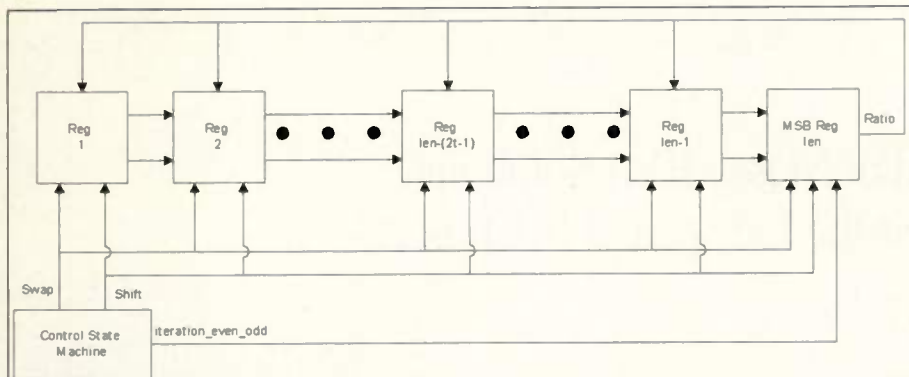 Reg
1
Reg
2
Reg
len-(2t-1)
Reg
len-1
MSB Reg
len
Ratio
Swap
Shift
Control State
Machine
iteration_even_odd